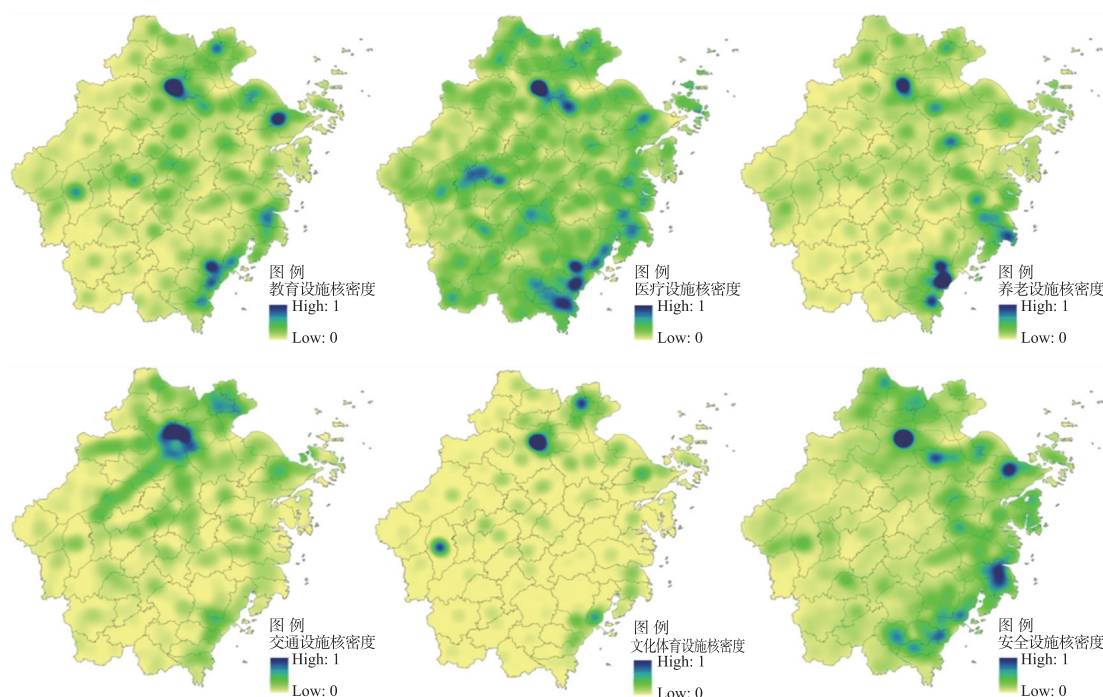 图 例
教育设施核密度
High: 1
Low: 0
图 例
医疗设施核密度
High: 1
Low: 0
图 例
养老设施核密度
High: 1
Low: 0
图 例
交通设施核密度
High: 1
Low: 0
图 例
文化体育设施核密度
High: 1
Low: 0
图 例
安全设施核密度
High: 1
Low: 0